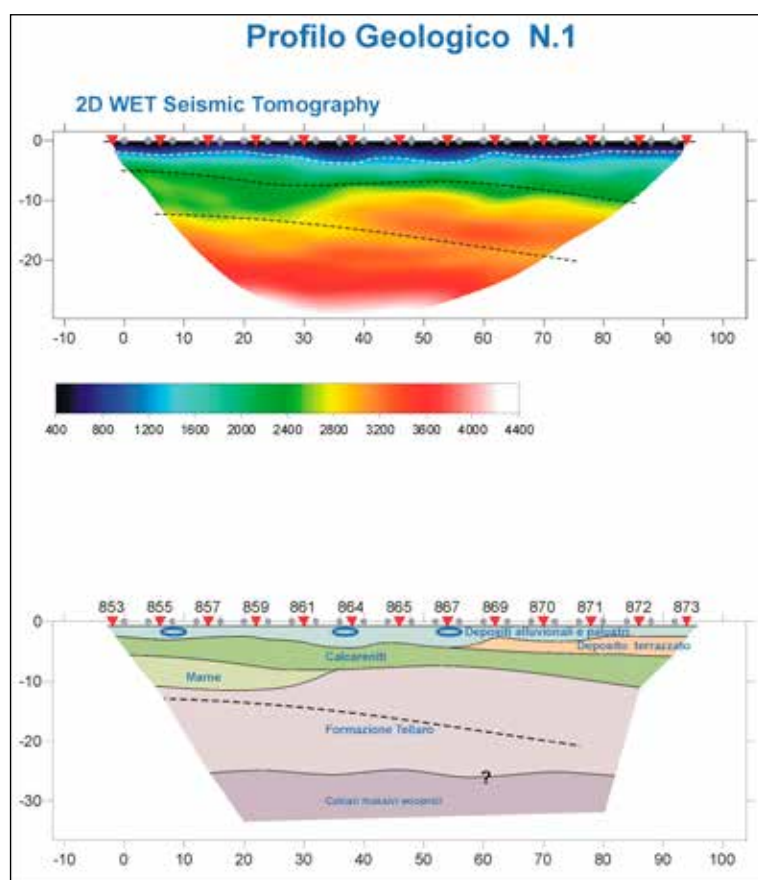 Profilo Geologico N.1
2D WET Seismic Tomography
0
-10
-20
-10 0 10 20 30 40 50 60 70 80 90 100
400 800 1200 1600 2000 2400 2800 3200 3600 4000 4400
853 855 857 859 861 864 865 867 869 870 871 872 873
0
Depositi alluvionali e palustri
Deposito terrazzato
Calcareniti
-10
Marne
Formazione Tellaro
-20
?
-30
Calcari massivi
-10 0 10 20 30 40 50 60 70 80 90 100